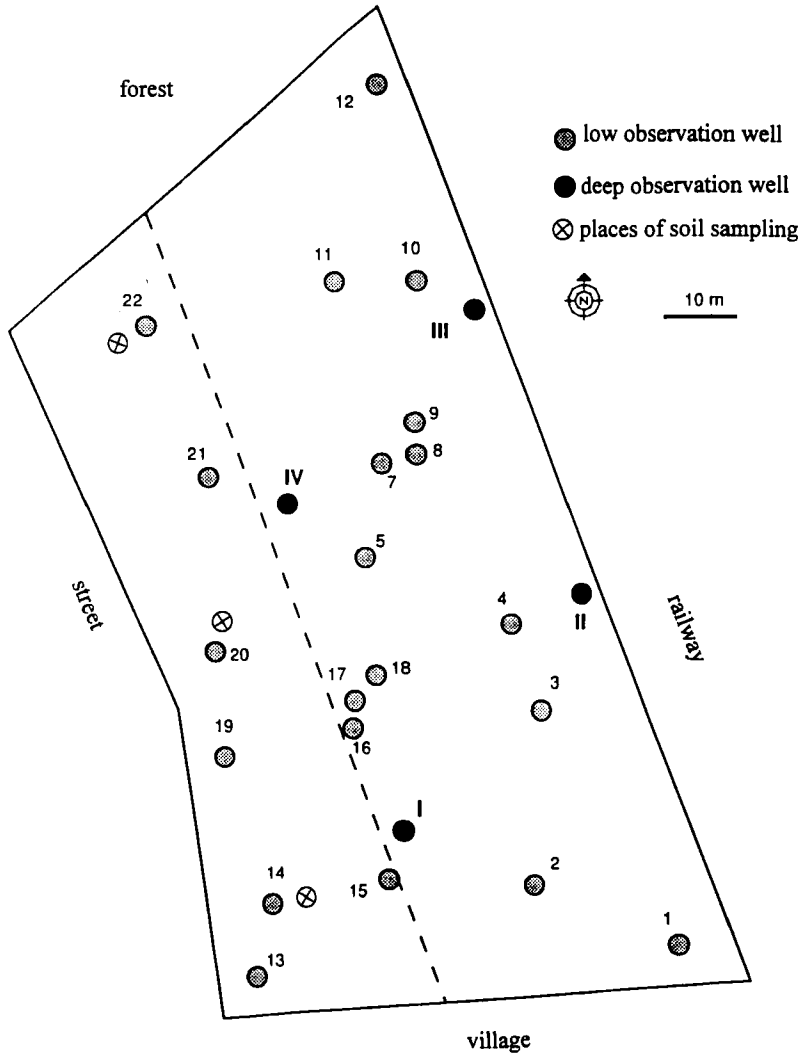 forest
12
low observation well
deep observation well
places of soil sampling
N
10 m
11
10
22
III
9
8
7
21
IV
5
4
II
street
railway
20
17
18
3
19
16
I
14
15
2
1
13
village